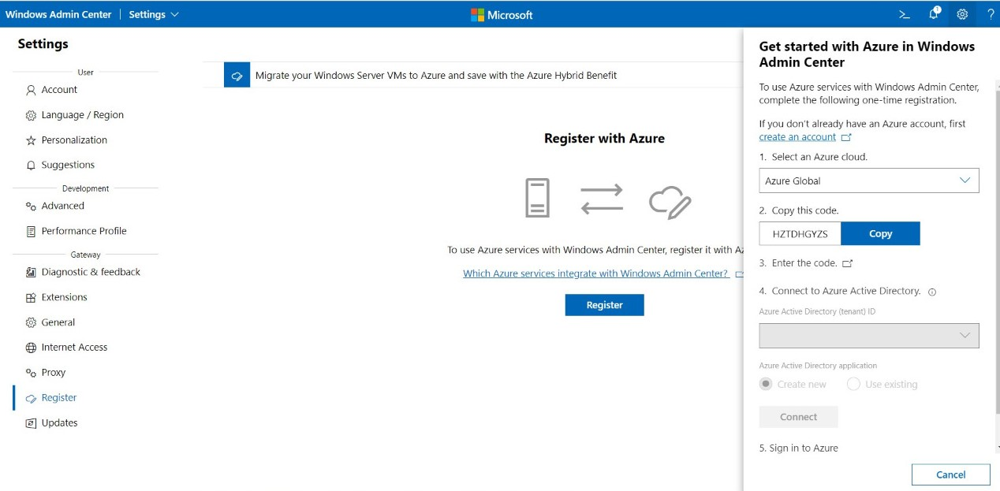 Windows Admin Center | Settings
Microsoft
1
Settings
User
Account
Language / Region
Personalization
Suggestions
Development
Advanced
Performance Profile
Gateway
Diagnostic & feedback
Extensions
General
Internet Access
Proxy
Register
Updates
Migrate your Windows Server VMs to Azure and save with the Azure Hybrid Benefit
Register with Azure
To use Azure services with Windows Admin Center, register it with Az
Which Azure services integrate with Windows Admin Center?
Register
Get started with Azure in Windows
Admin Center
To use Azure services with Windows Admin Center,
complete the following one-time registration.
If you don't already have an Azure account, first
create an account
1. Select an Azure cloud.
Azure Global
2. Copy this code.
HZTDHGYZS Copy
3. Enter the code.
4. Connect to Azure Active Directory.
Azure Active Directory (tenant) ID
Azure Active Directory application
Create new Use existing
Connect
5. Sign in to Azure
Cancel